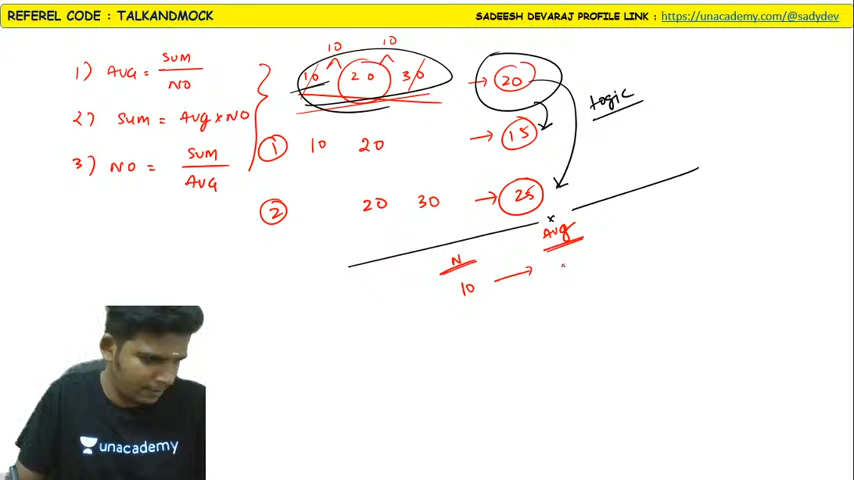 REFEREL CODE : TALKANDMOCK
SADEESH DEVARAJ PROFILE LINK : https://unacademy.com/@sadydev
1) AVG = SUM / NO
2) SUM = AVG x NO
3) NO = SUM / AVG
10 10
10 20 30 → 20
Logic
1 10 20 → 15
2 20 30 → 25
x
N Avg
10 →
unacademy